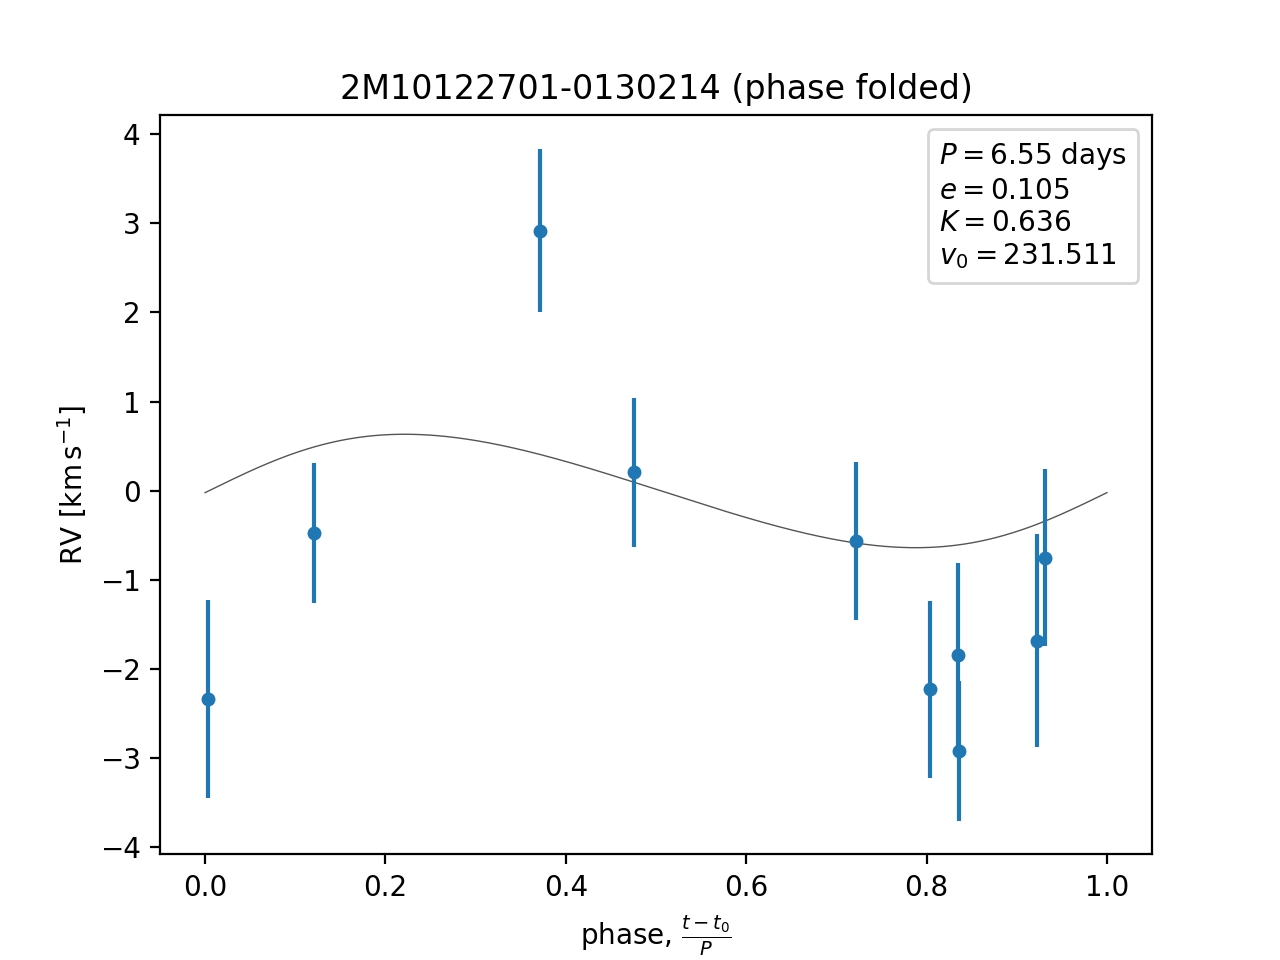 2M10122701-0130214 (phase folded)
P = 6.55 days
e = 0.105
K = 0.636
v₀ = 231.511
4
3
2
1
0
−1
−2
−3
−4
RV [km s⁻¹]
0.0 0.2 0.4 0.6 0.8 1.0
phase, (t − t₀)/P